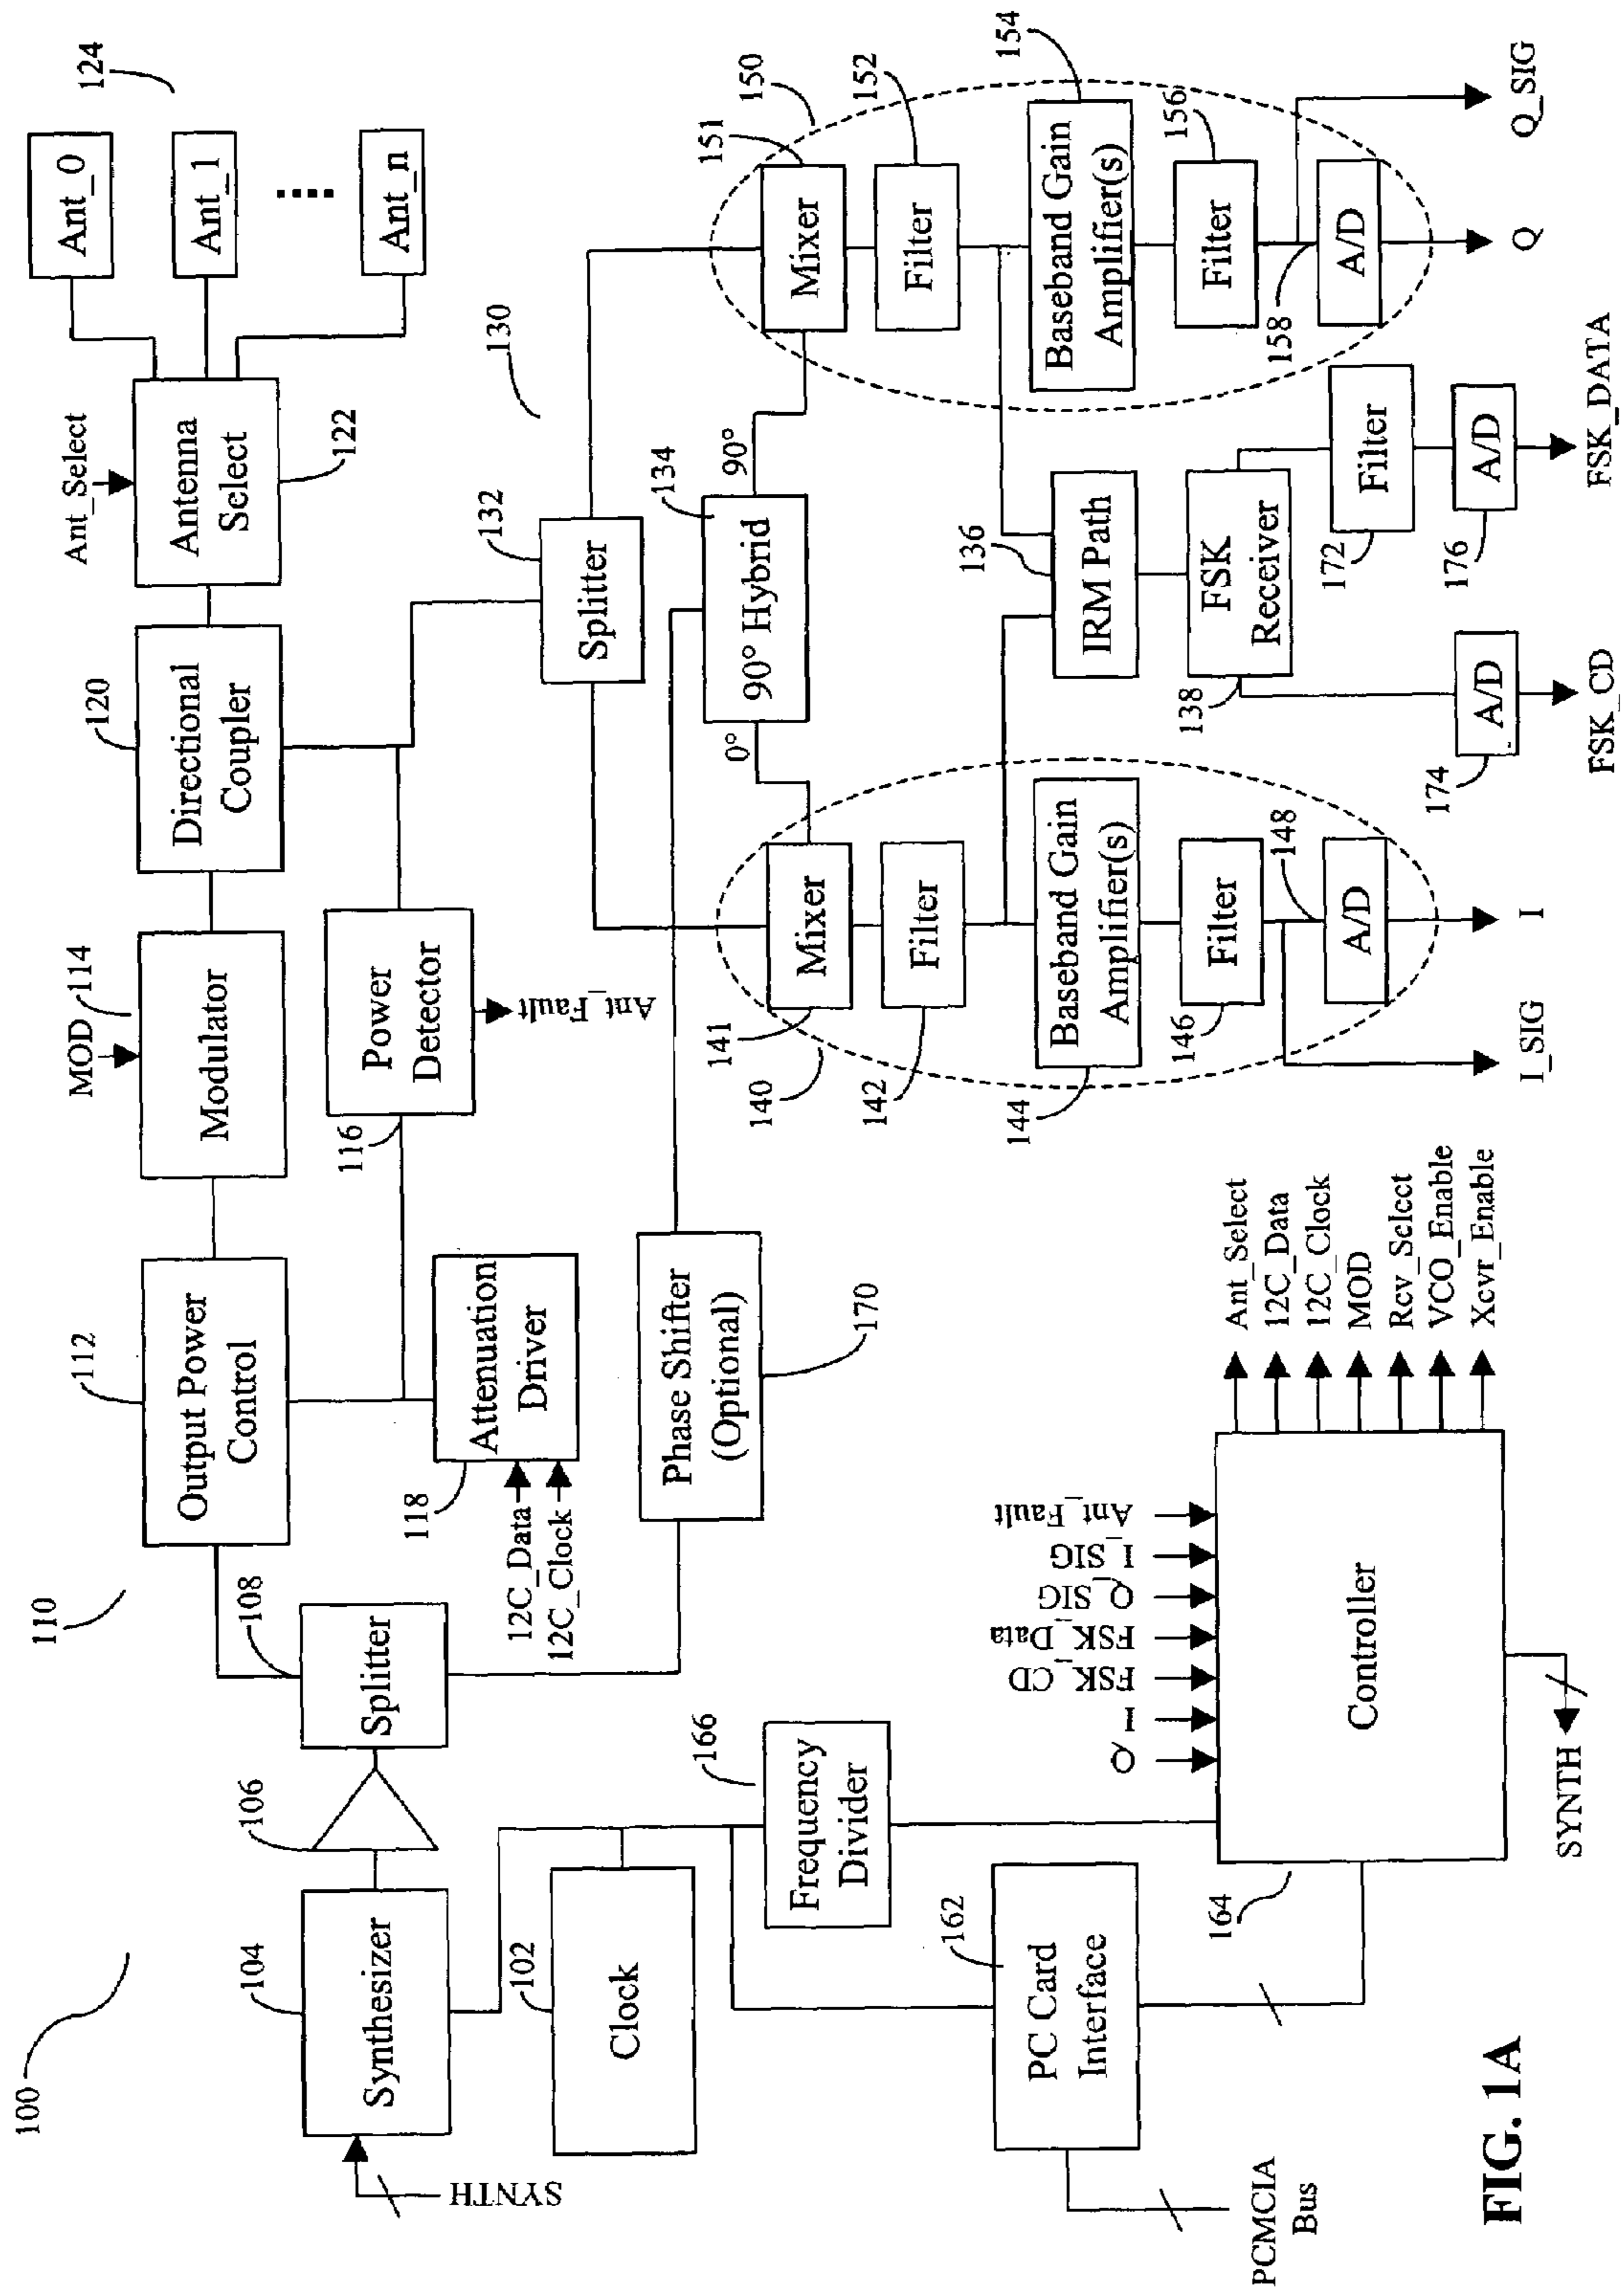 100
110
124
SYNTH
104
Synthesizer
106
108
Splitter
112
Output Power
Control
MOD
114
Modulator
120
Directional
Coupler
Ant_Select
Antenna
Select
122
Ant_0
Ant_1
Ant_n
102
Clock
118
Attenuation
Driver
12C_Data
12C_Clock
116
Power
Detector
Ant_Fault
Phase Shifter
(Optional)
170
130
132
Splitter
134
90° Hybrid
0°
90°
140
141
Mixer
142
Filter
144
Baseband Gain
Amplifier(s)
146
Filter
148
A/D
I_SIG
I
136
IRM Path
138
FSK
Receiver
172
Filter
174
A/D
176
A/D
FSK_CD
FSK_DATA
150
151
Mixer
152
Filter
154
Baseband Gain
Amplifier(s)
156
Filter
158
A/D
Q
Q_SIG
166
Frequency
Divider
162
PC Card
Interface
PCMCIA
Bus
164
Controller
Q
I
FSK_CD
FSK_Data
Q_SIG
I_SIG
Ant_Fault
Ant_Select
12C_Data
12C_Clock
MOD
Rcv_Selcct
VCO_Enable
Xcvr_Enable
SYNTH
FIG. 1A